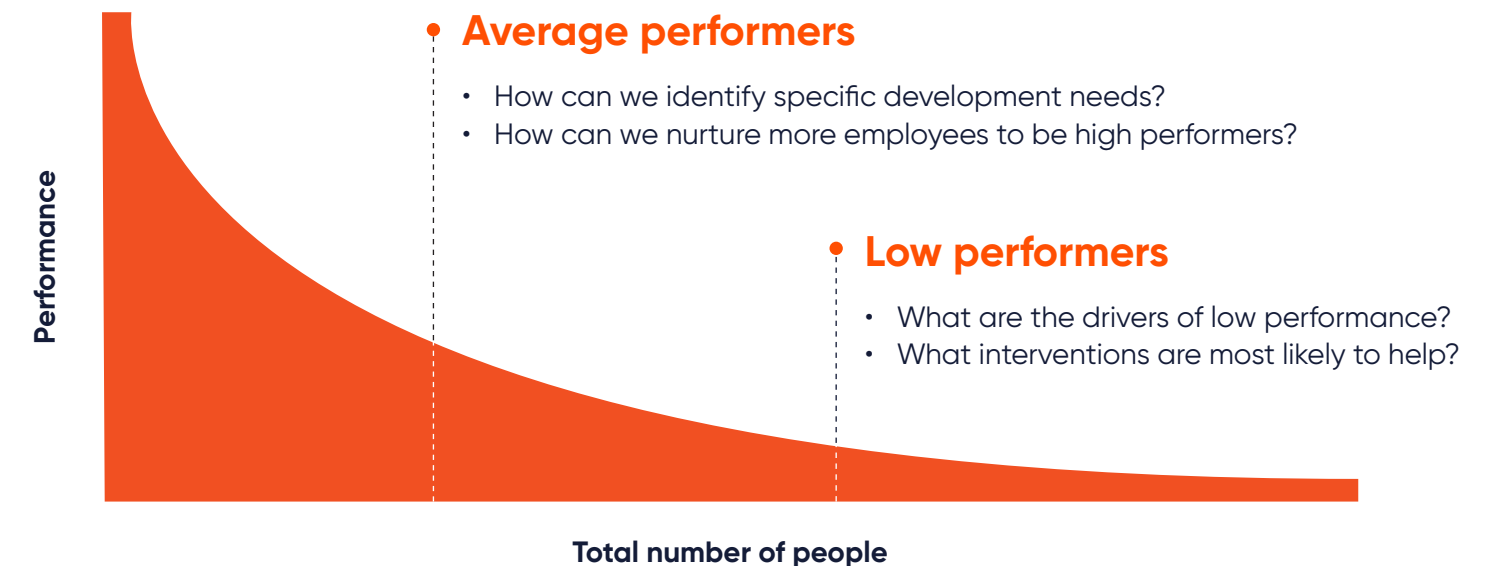 Average performers
• How can we identify specific development needs?
• How can we nurture more employees to be high performers?
Low performers
• What are the drivers of low performance?
• What interventions are most likely to help?
Performance
Total number of people